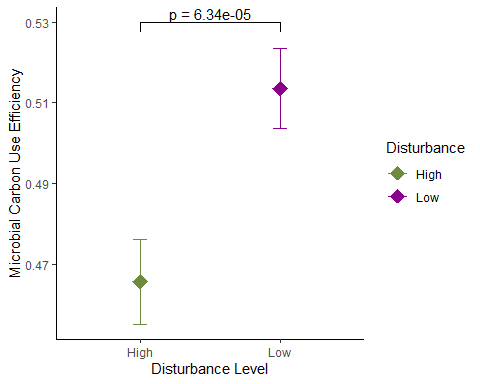 p = 6.34e-05
0.53
0.51
0.49
0.47
Microbial Carbon Use Efficiency
High
Low
Disturbance Level
Disturbance
High
Low